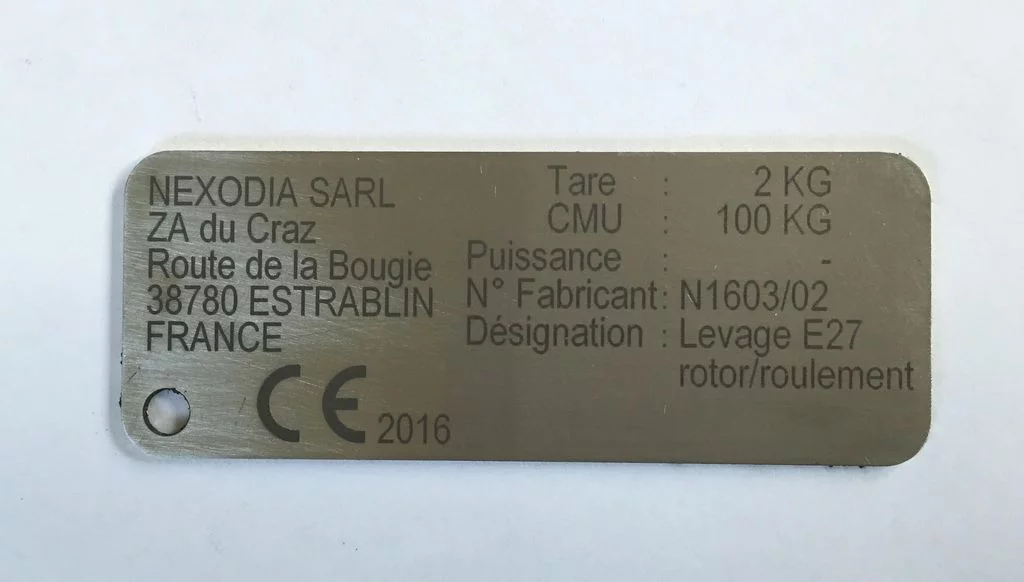 NEXODIA SARL
ZA du Craz
Route de la Bougie
38780 ESTRABLIN
FRANCE
CE 2016
Tare : 2 KG
CMU : 100 KG
Puissance : -
N° Fabricant : N1603/02
Désignation : Levage E27
rotor/roulement